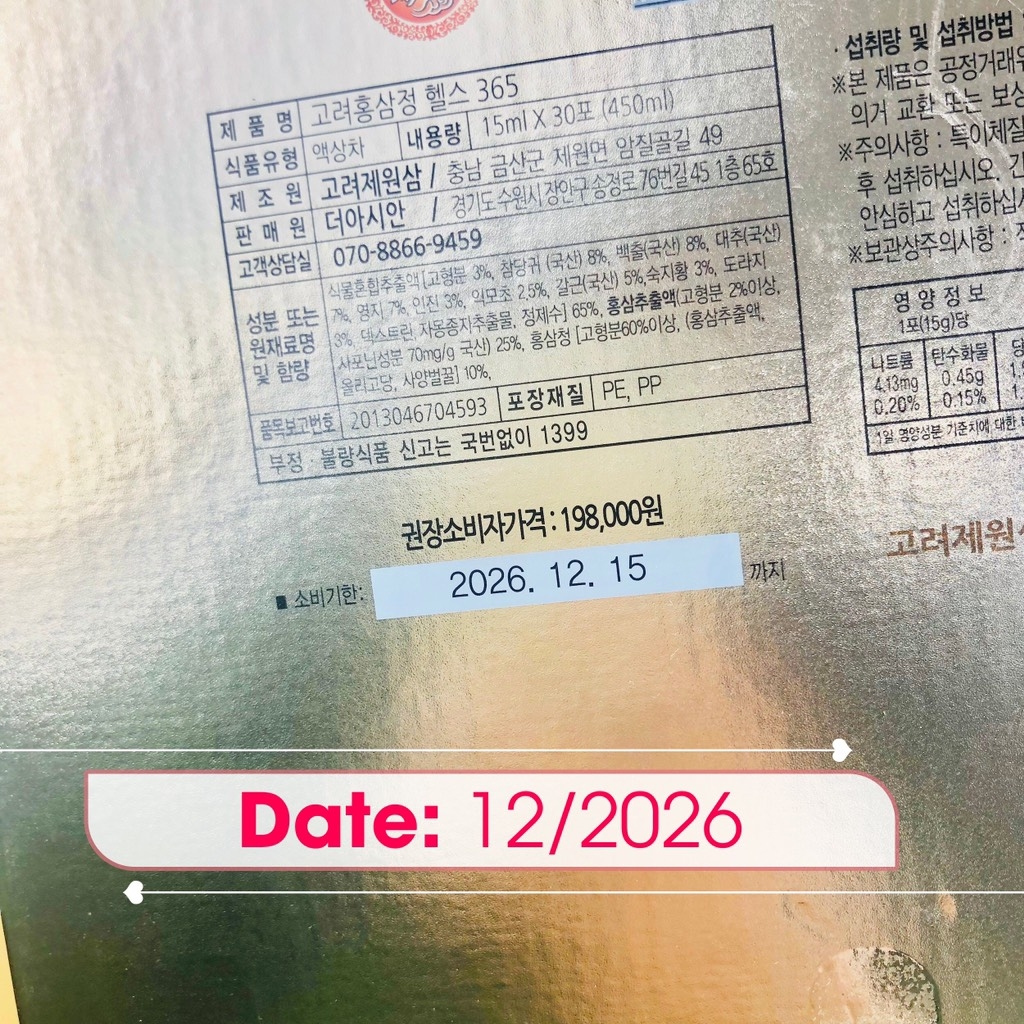 제 품 명 고려홍삼정 헬스 365
식품유형 액상차 내용량 15ml X 30포 (450ml)
제 조 원 고려제원삼 / 충남 금산군 제원면 암질골길 49
판 매 원 더아시안 / 경기도 수원시 장안구 송정로 76번길 45 1층 65호
고객상담실 070-8866-9459
성분 또는 원재료명 및 함량
식물혼합추출액[고형분 3%, 참당귀 (국산) 8%, 백출(국산) 8%, 대추(국산)
7%, 영지 7%, 인진 3%, 익모초 2.5%, 갈근(국산) 5%,숙지황 3%, 도라지
3%, 덱스트린, 자몽종자추출물, 정제수] 65%, 홍삼추출액(고형분 2%이상,
사포닌성분 70mg/g 국산) 25%, 홍삼청 [고형분60%이상, (홍삼추출액,
올리고당, 사양벌꿀] 10%,
품목보고번호 2013046704593 포장재질 PE, PP
부정 · 불량식품 신고는 국번없이 1399
권장소비자가격 : 198,000원
■ 소비기한: 2026. 12. 15 까지
· 섭취량 및 섭취방법
※본 제품은 공정거래
의거 교환 또는 보상
※주의사항 : 특이체질
후 섭취하십시오.
안심하고 섭취하십시
※보관상주의사항 :
영 양 정 보
1포(15g)당
나트륨 탄수화물
4.13mg 0.45g
0.20% 0.15%
1일 영양성분 기준치에 대한
고려제원
Date: 12/2026